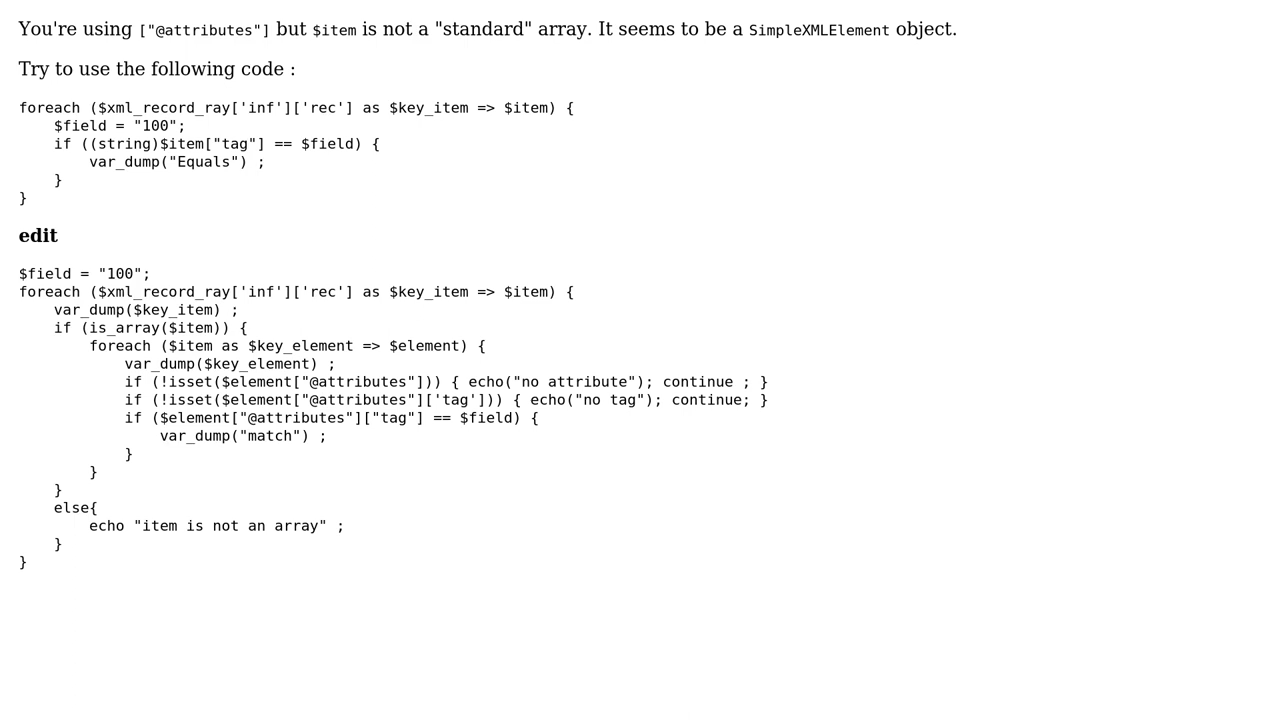 You're using ["@attributes"] but $item is not a "standard" array. It seems to be a SimpleXMLElement object.
Try to use the following code :
foreach ($xml_record_ray['inf']['rec'] as $key_item => $item) {
    $field = "100";
    if ((string)$item["tag"] == $field) {
        var_dump("Equals") ;
    }
}
edit
$field = "100";
foreach ($xml_record_ray['inf']['rec'] as $key_item => $item) {
    var_dump($key_item) ;
    if (is_array($item)) {
        foreach ($item as $key_element => $element) {
            var_dump($key_element) ;
            if (!isset($element["@attributes"])) { echo("no attribute"); continue ; }
            if (!isset($element["@attributes"]['tag'])) { echo("no tag"); continue; }
            if ($element["@attributes"]["tag"] == $field) {
                var_dump("match") ;
            }
        }
    }
    else{
        echo "item is not an array" ;
    }
}